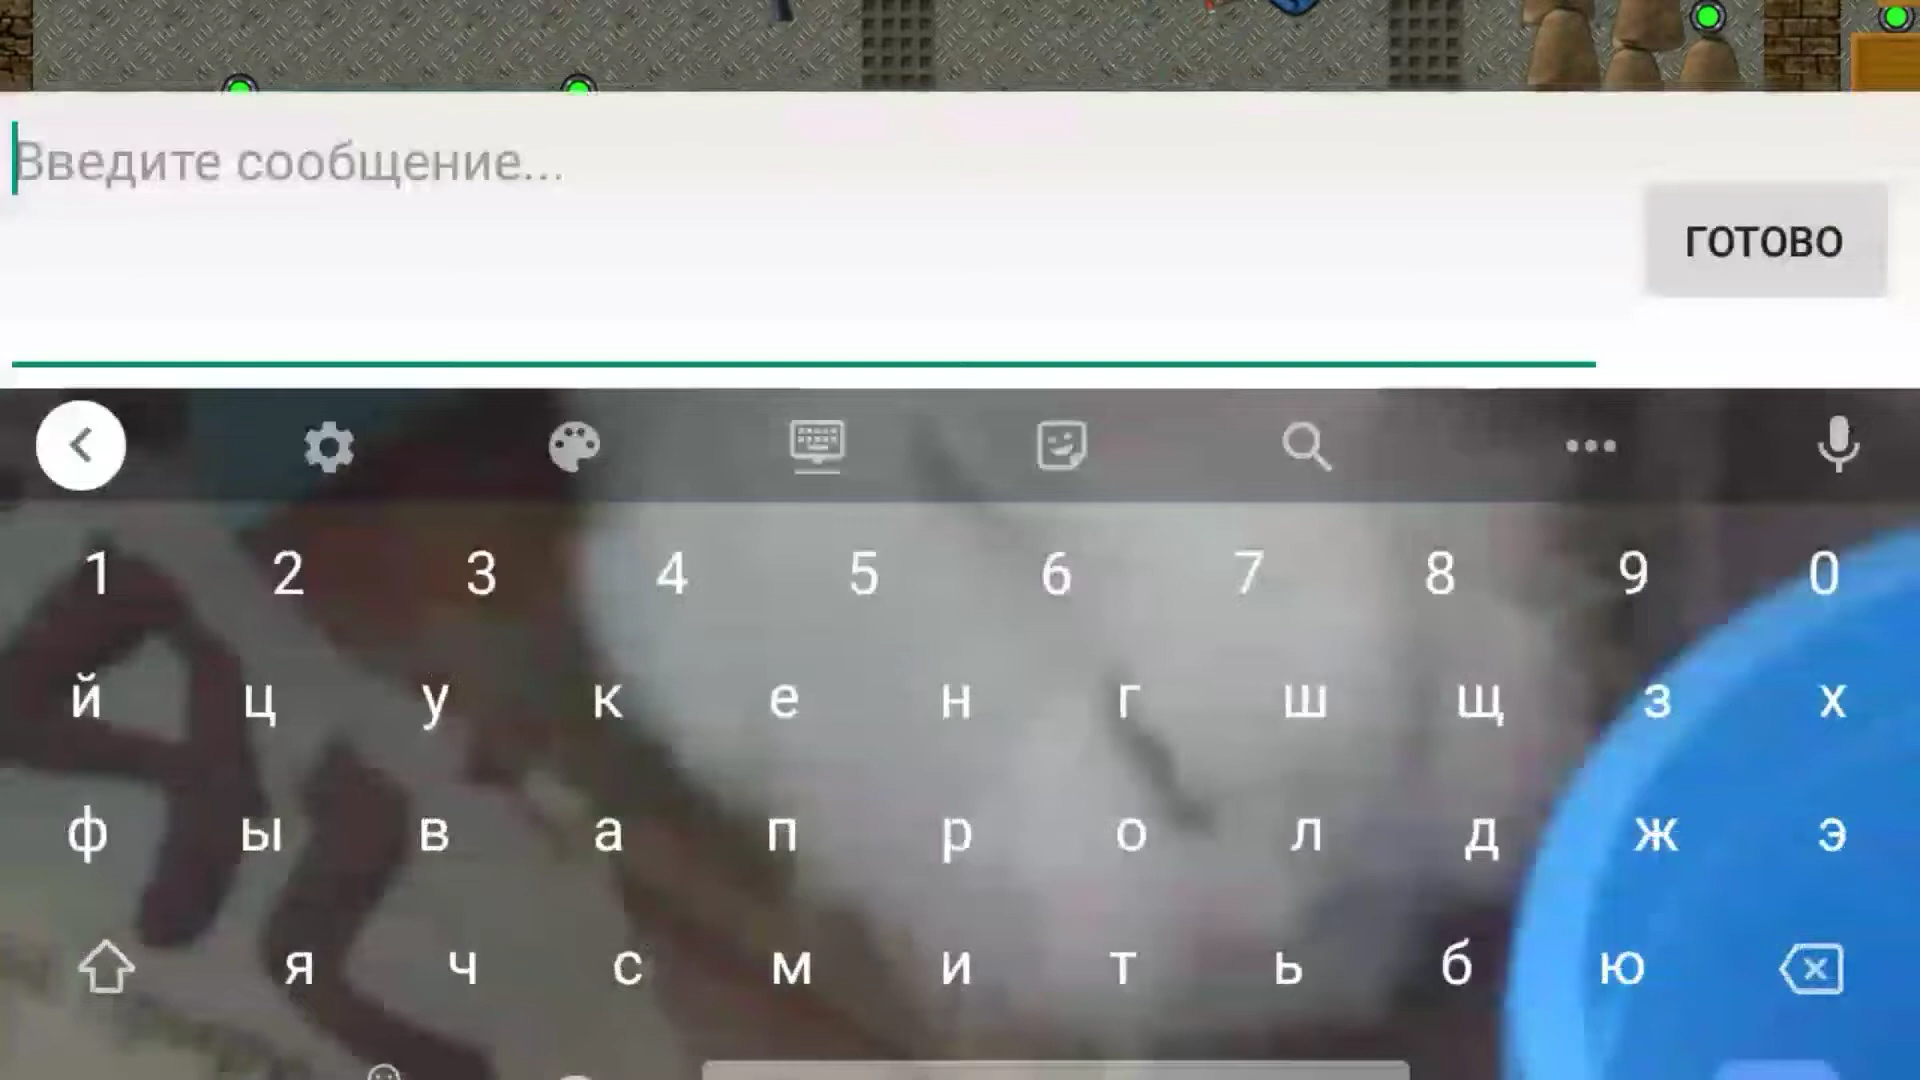 Введите сообщение...
ГОТОВО
1 2 3 4 5 6 7 8 9 0
й ц у к е н г ш щ з х
ф ы в а п р о л д ж э
я ч с м и т ь б ю